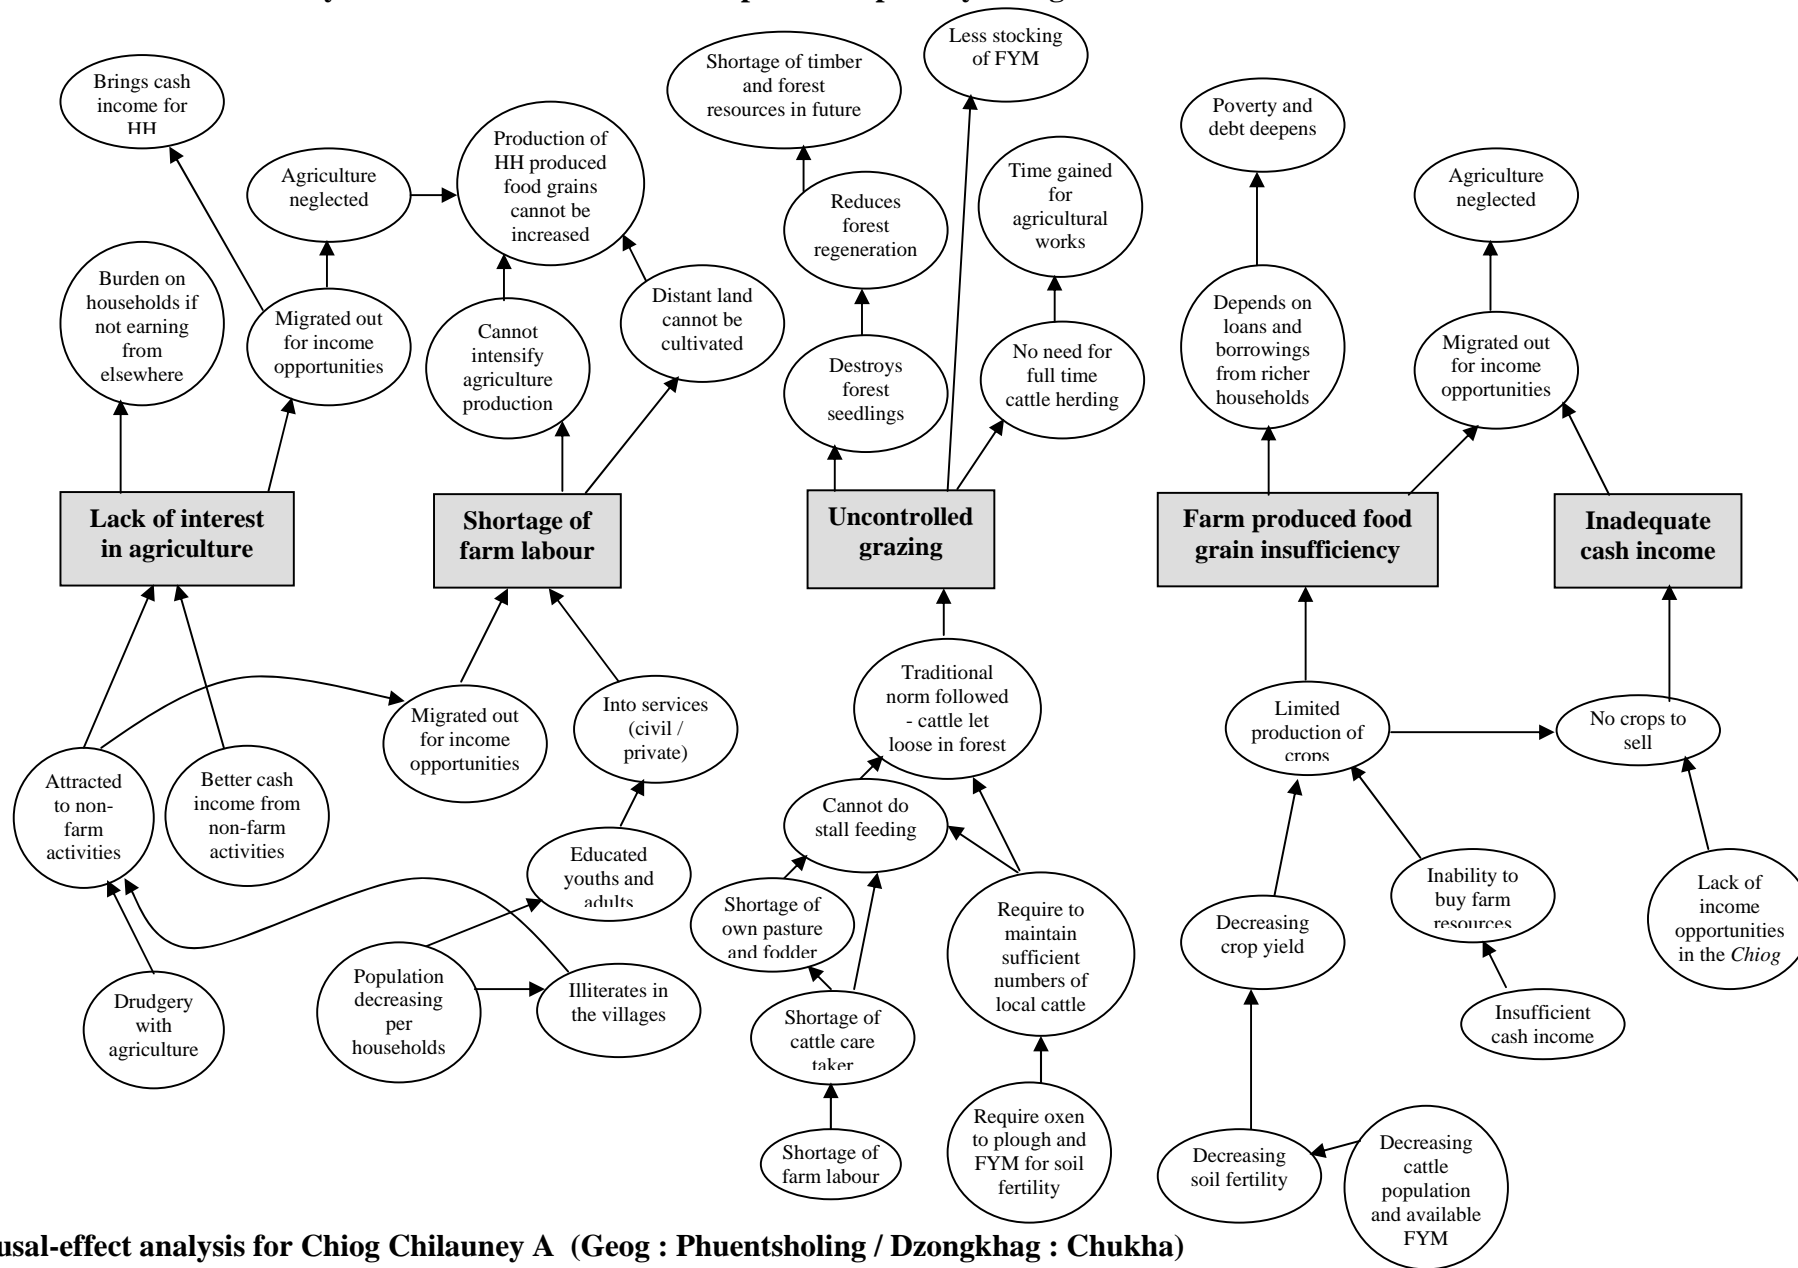 Less stocking
of FYM
Brings cash
income for
HH
Shortage of timber
and forest
resources in future
Poverty and
debt deepens
Production of
HH produced
food grains
cannot be
increased
Agriculture
neglected
Time gained
for
agricultural
works
Agriculture
neglected
Reduces
forest
regeneration
Burden on
households if
not earning
from
elsewhere
Migrated out
for income
opportunities
Cannot
intensify
agriculture
production
Distant land
cannot be
cultivated
Destroys
forest
seedlings
No need for
full time
cattle herding
Depends on
loans and
borrowings
from richer
households
Migrated out
for income
opportunities
Lack of interest
in agriculture
Shortage of
farm labour
Uncontrolled
grazing
Farm produced food
grain insufficiency
Inadequate
cash income
Traditional
norm followed
- cattle let
loose in forest
Migrated out
for income
opportunities
Into services
(civil /
private)
Limited
production of
crops
No crops to
sell
Attracted
to non-
farm
activities
Better cash
income from
non-farm
activities
Cannot do
stall feeding
Educated
youths and
adults
Inability to
buy farm
resources
Lack of
income
opportunities
in the Chiog
Shortage of
own pasture
and fodder
Require to
maintain
sufficient
numbers of
local cattle
Decreasing
crop yield
Population
decreasing
per
households
Illiterates in
the villages
Drudgery
with
agriculture
Shortage of
cattle care
taker
Insufficient
cash income
Require oxen
to plough and
FYM for soil
fertility
Shortage of
farm labour
Decreasing
soil fertility
Decreasing
cattle
population
and available
FYM
usal-effect analysis for Chiog Chilauney A (Geog : Phuentsholing / Dzongkhag : Chukha)